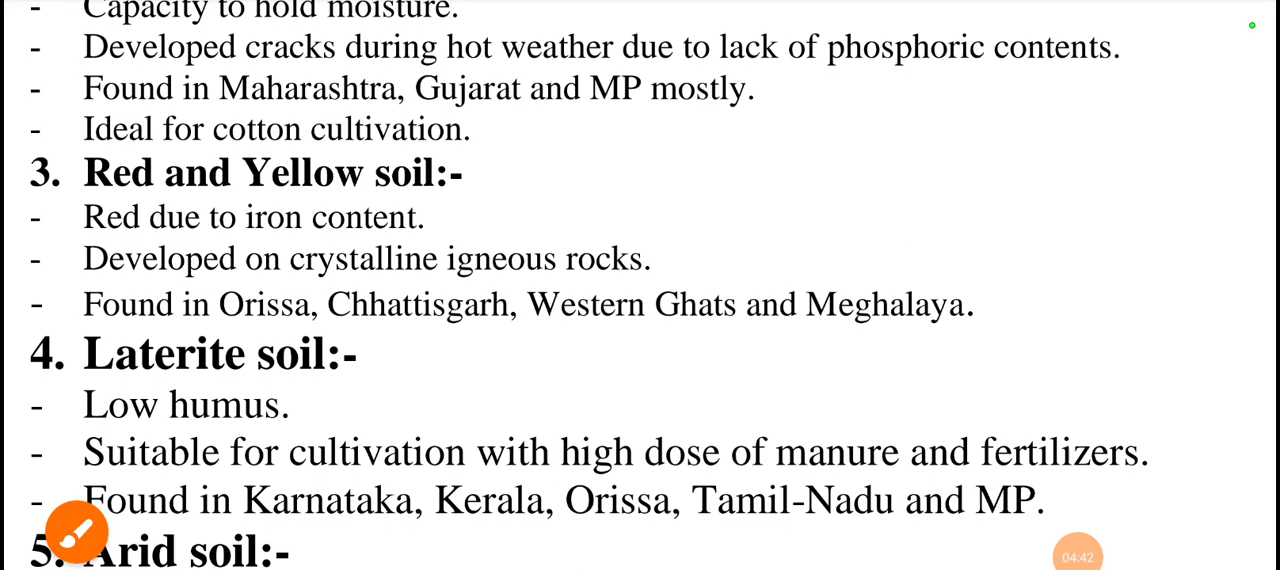 - Capacity to hold moisture.
- Developed cracks during hot weather due to lack of phosphoric contents.
- Found in Maharashtra, Gujarat and MP mostly.
- Ideal for cotton cultivation.
3. Red and Yellow soil:-
- Red due to iron content.
- Developed on crystalline igneous rocks.
- Found in Orissa, Chhattisgarh, Western Ghats and Meghalaya.
4. Laterite soil:-
- Low humus.
- Suitable for cultivation with high dose of manure and fertilizers.
- Found in Karnataka, Kerala, Orissa, Tamil-Nadu and MP.
5. Arid soil:-
04:42